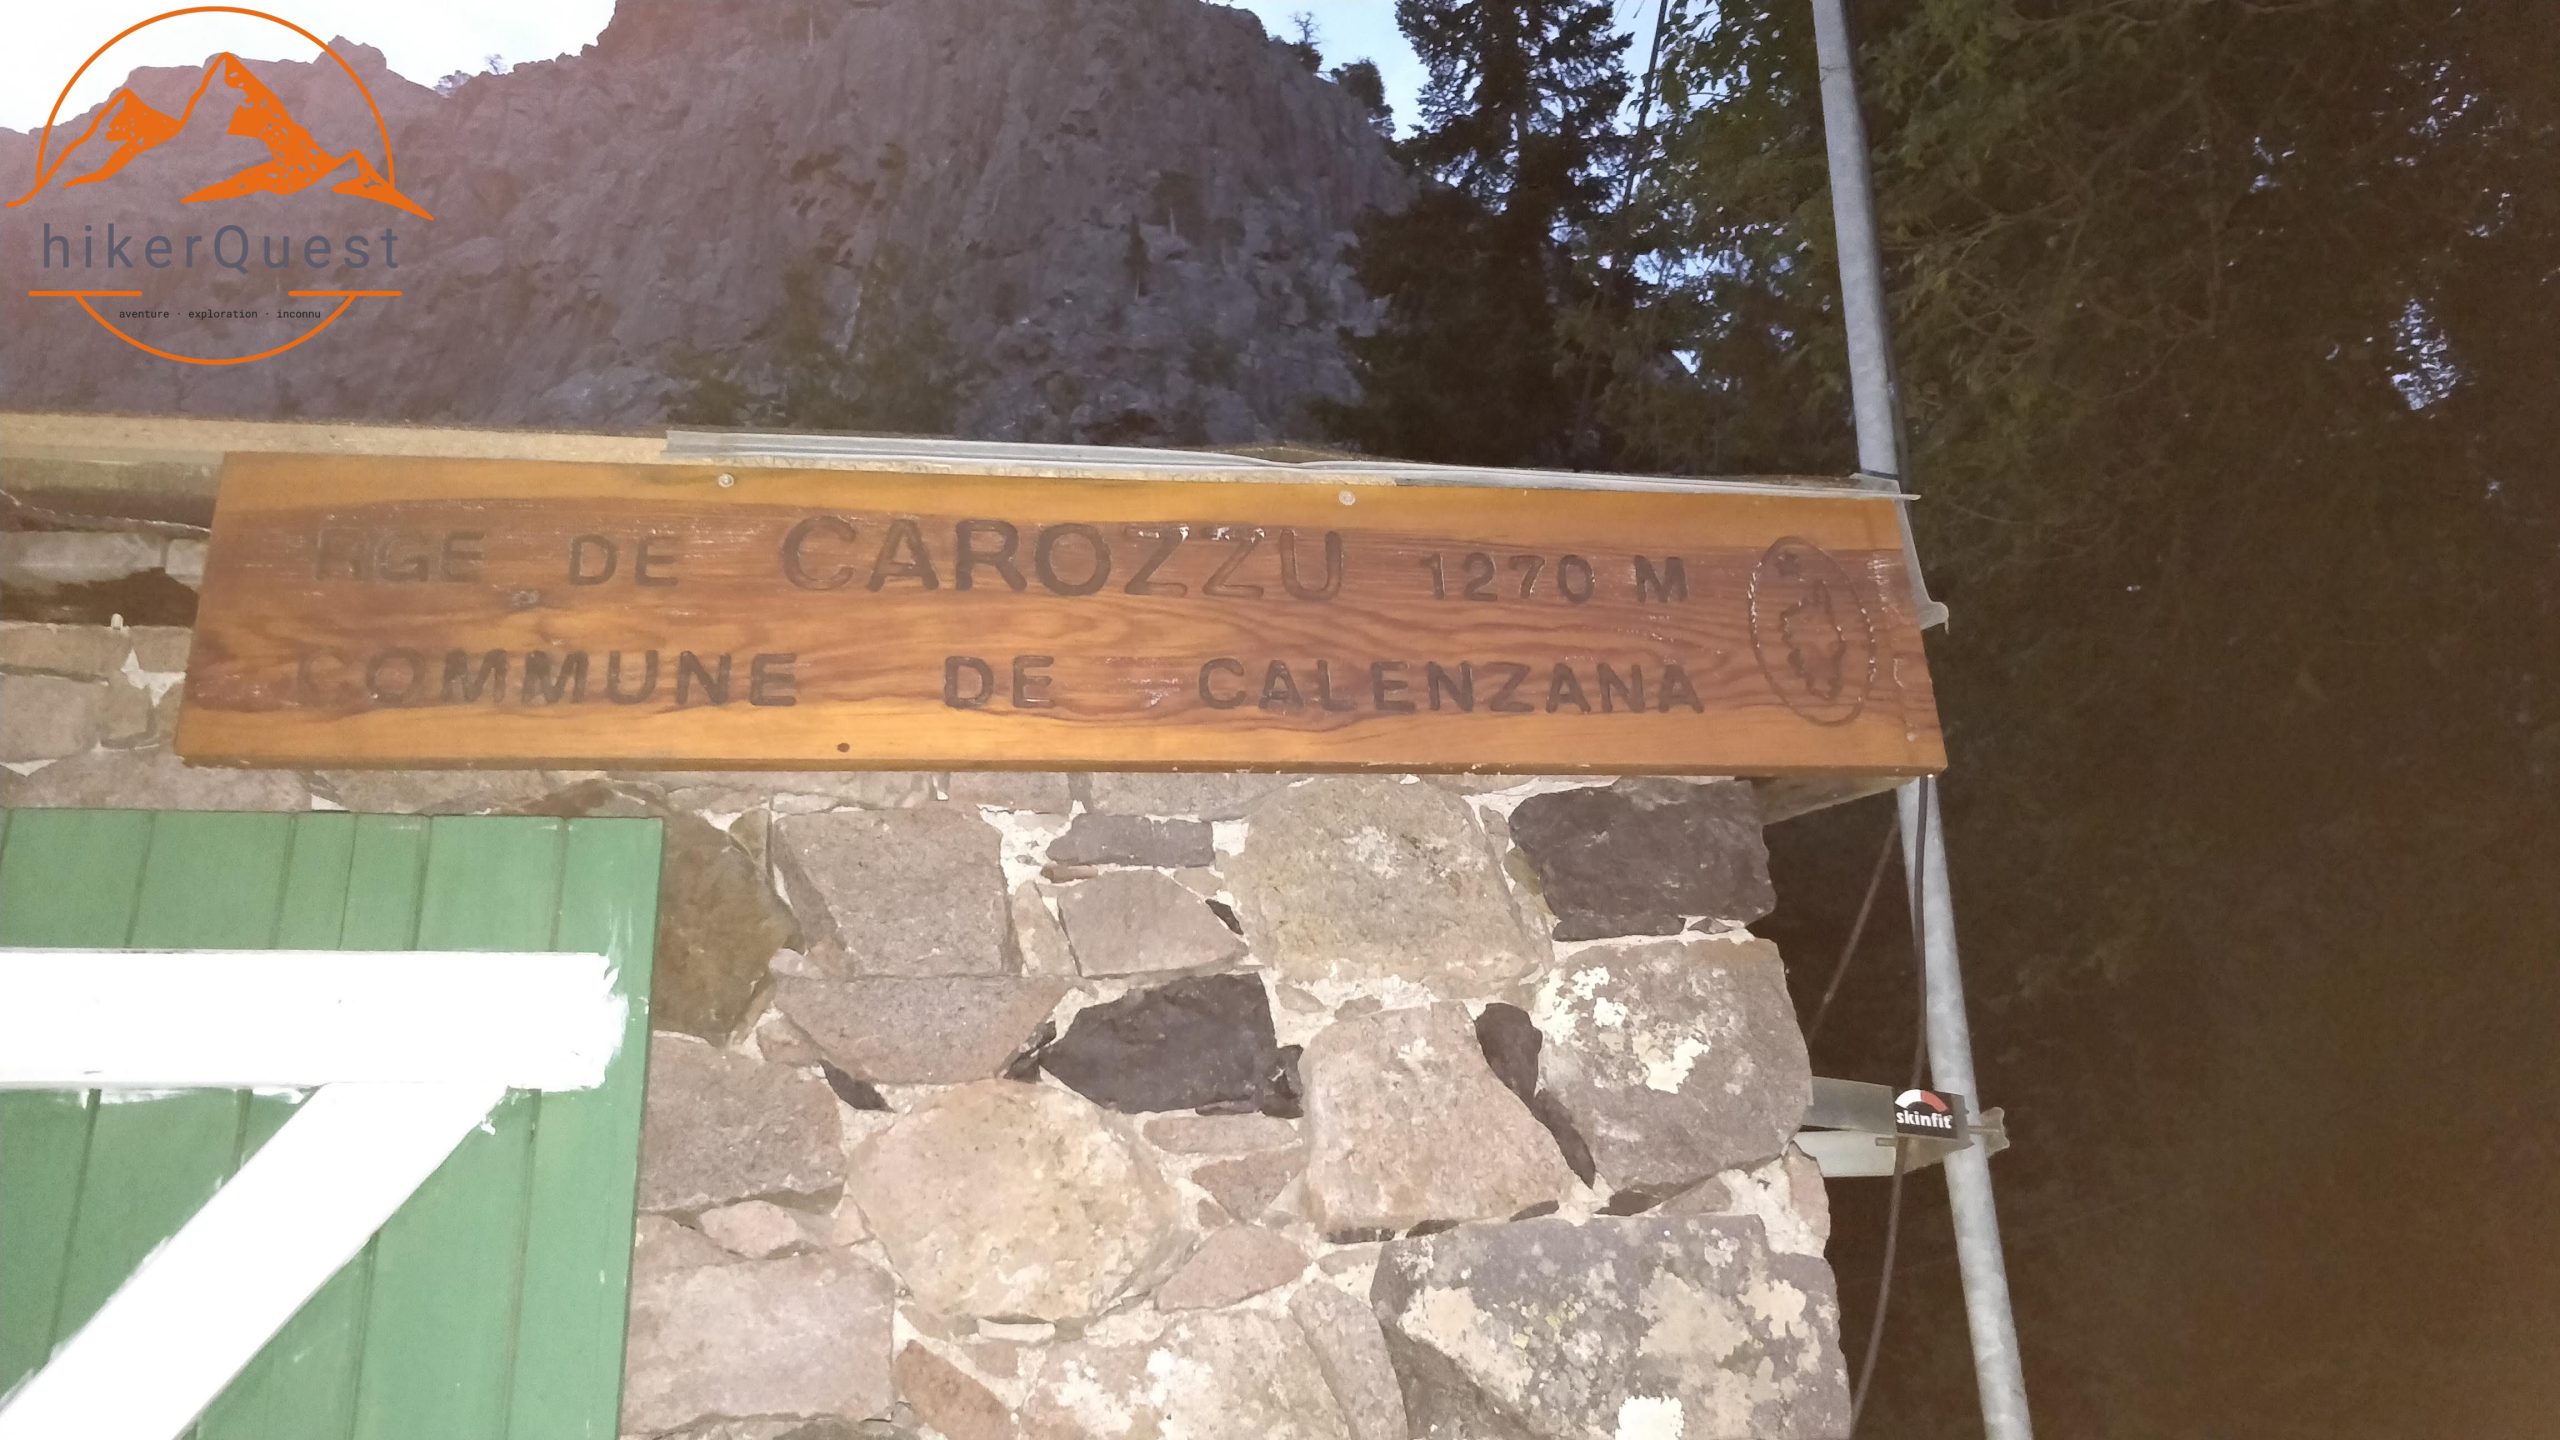 hikerQuest
aventure · exploration · inconnu
RGE DE CAROZZU 1270 M
COMMUNE DE CALENZANA
skinfit